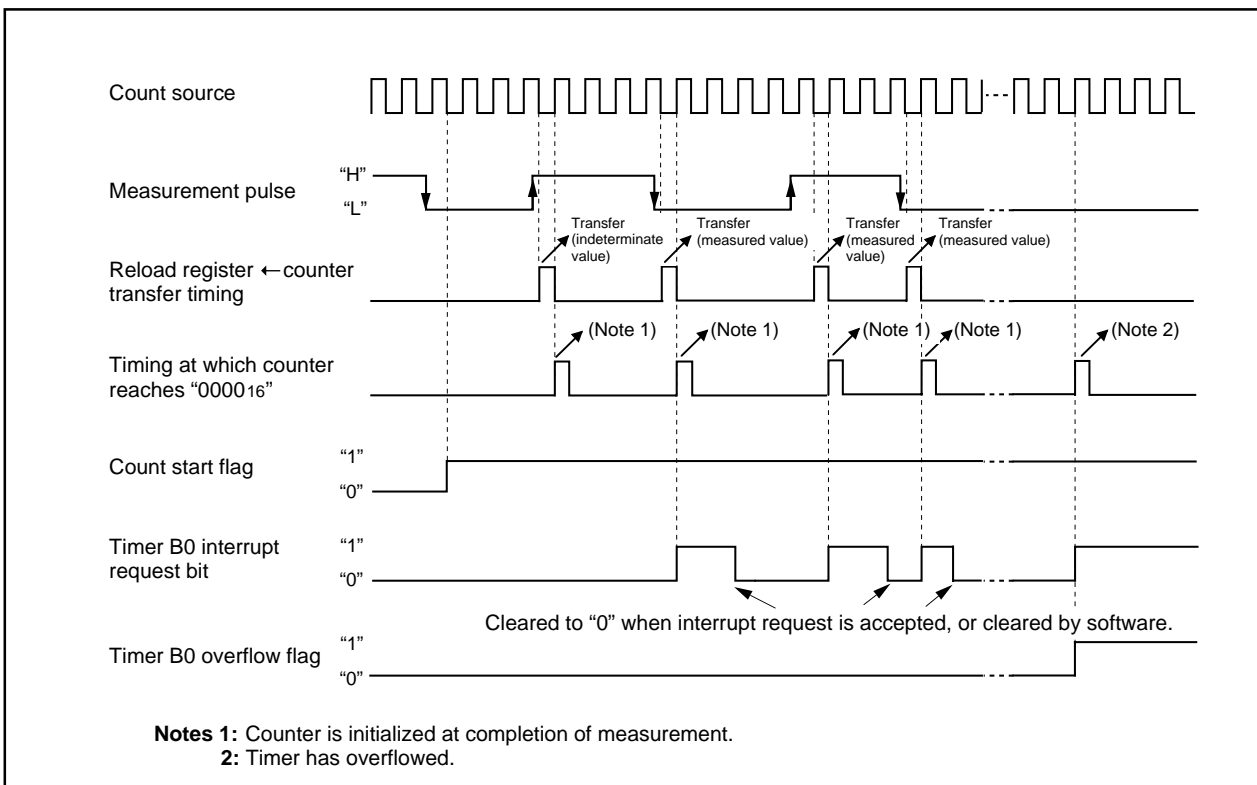 Count source
Measurement pulse
“H”
“L”
Transfer
(indeterminate
value)
Transfer
(measured value)
Transfer
(measured
value)
Transfer
(measured value)
Reload register ←counter
transfer timing
(Note 1)
(Note 1)
(Note 1)
(Note 1)
(Note 2)
Timing at which counter
reaches “000016”
Count start flag
“1”
“0”
Timer B0 interrupt
request bit
“1”
“0”
Cleared to “0” when interrupt request is accepted, or cleared by software.
Timer B0 overflow flag
“1”
“0”
Notes 1: Counter is initialized at completion of measurement.
2: Timer has overflowed.